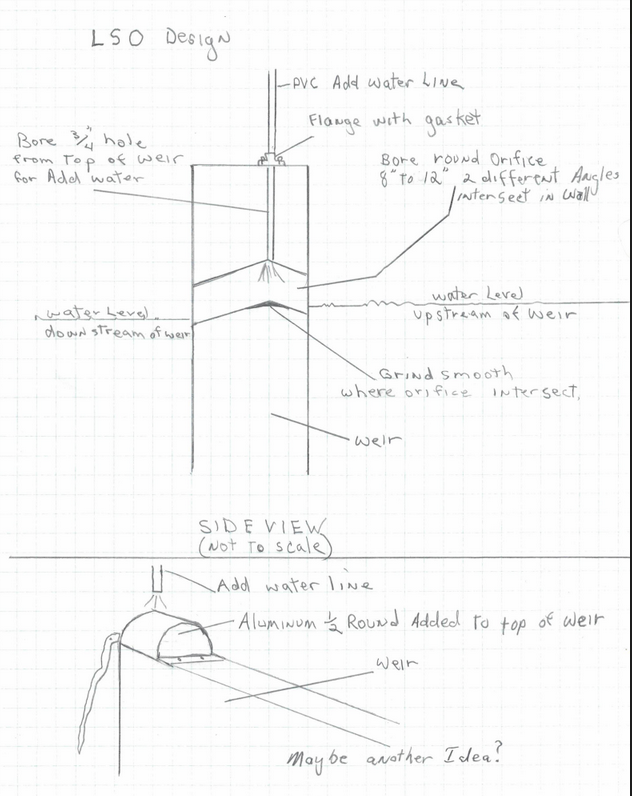 LSO Design
PVC Add water Line
Flange with gasket
Bore 3/4" hole
from Top of weir
for Add water
Bore round Orifice
8" to 12" 2 different Angles
intersect in Wall
water Level
upstream of weir
water Level
downstream of weir
Grind smooth
where orifice intersect.
weir
SIDE VIEW
(Not To scale)
Add water line
Aluminum 1/2 Round Added to top of weir
weir
Maybe another Idea?